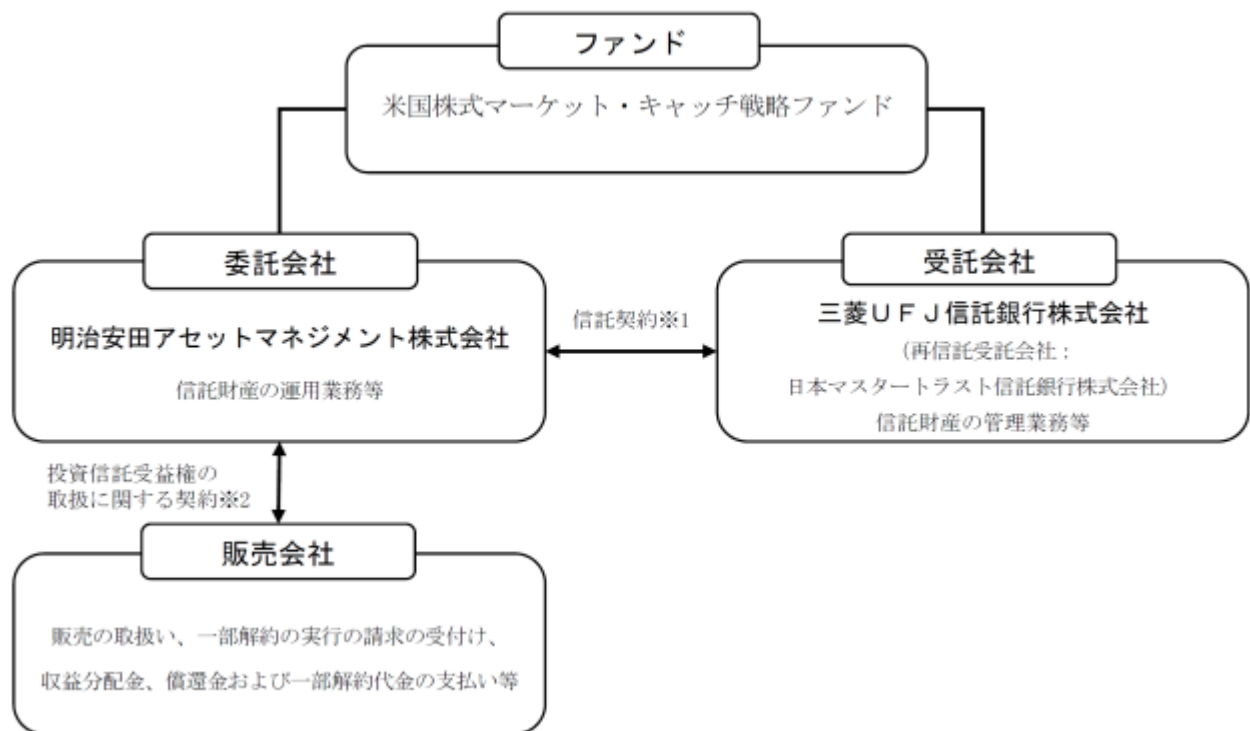 ファンド
米国株式マーケット・キャッチ戦略ファンド
委託会社
明治安田アセットマネジメント株式会社
信託財産の運用業務等
信託契約※1
受託会社
三菱UFJ信託銀行株式会社
(再信託受託会社:
日本マスタートラスト信託銀行株式会社)
信託財産の管理業務等
投資信託受益権の
取扱に関する契約※2
販売会社
販売の取扱い、一部解約の実行の請求の受付け、
収益分配金、償還金および一部解約代金の支払い等